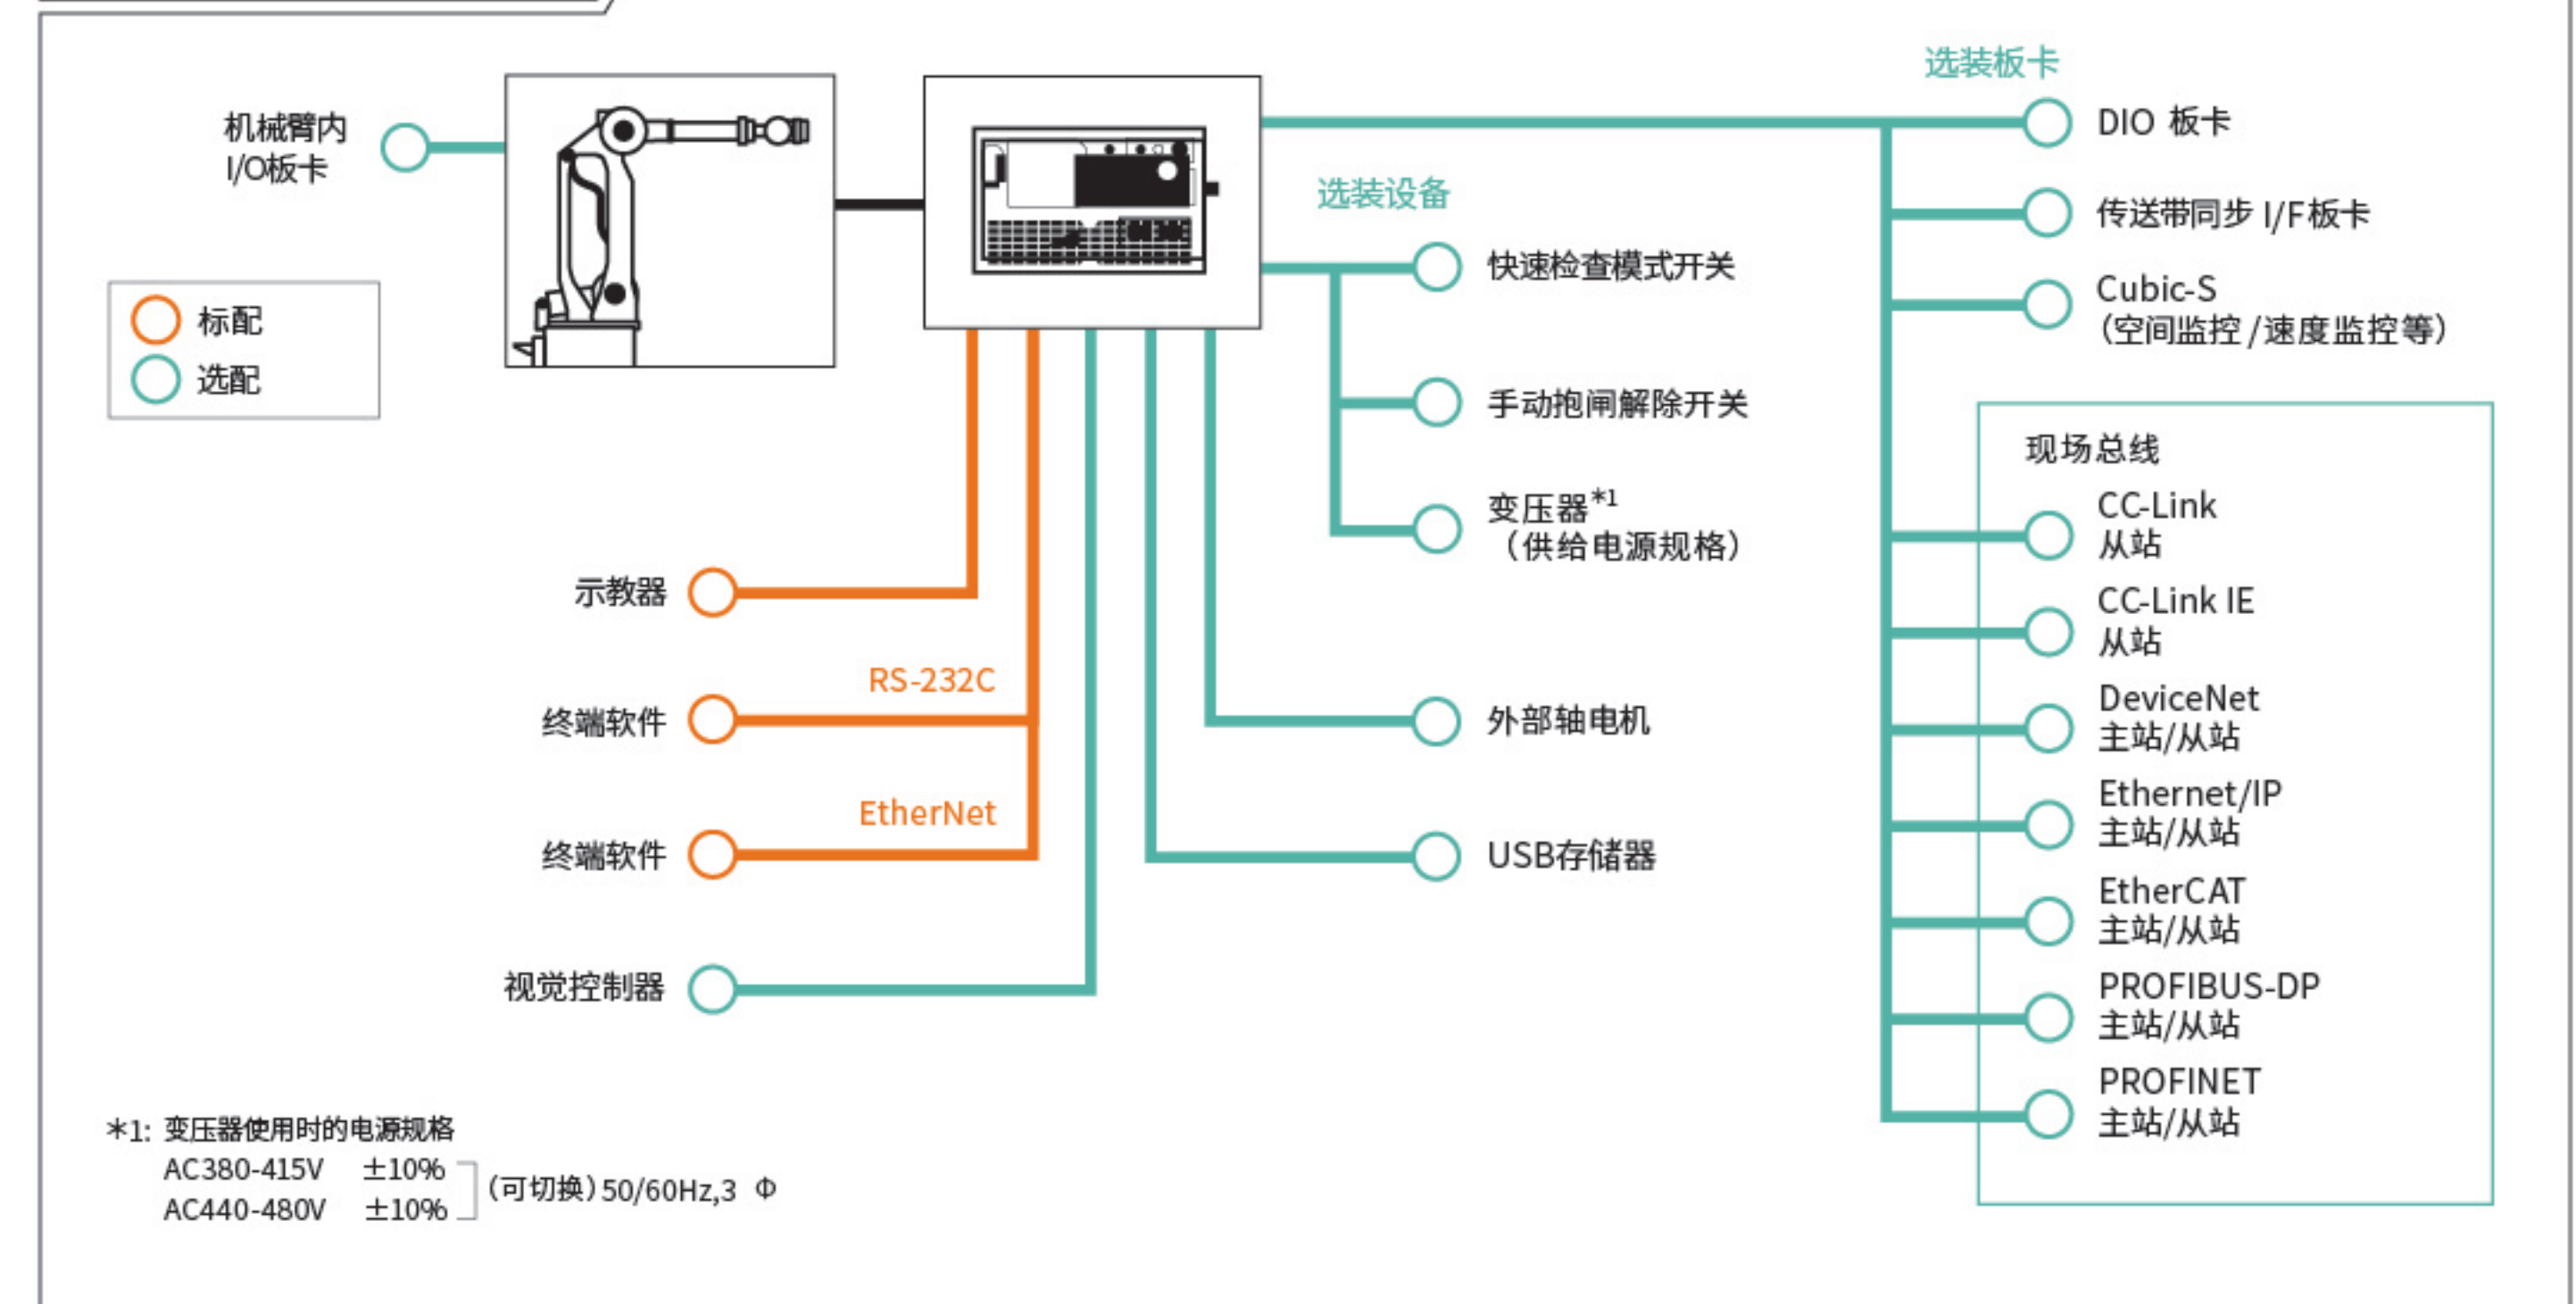 机械臂内
I/O板卡
标配
选配
示教器
RS-232C
终端软件
EtherNet
终端软件
视觉控制器
选装设备
快速检查模式开关
手动抱闸解除开关
变压器*1
（供给电源规格）
外部轴电机
USB存储器
选装板卡
DIO 板卡
传送带同步 I/F板卡
Cubic-S
（空间监控/速度监控等）
现场总线
CC-Link
从站
CC-Link IE
从站
DeviceNet
主站/从站
Ethernet/IP
主站/从站
EtherCAT
主站/从站
PROFIBUS-DP
主站/从站
PROFINET
主站/从站
*1: 变压器使用时的电源规格
AC380-415V ±10%
AC440-480V ±10%
（可切换）50/60Hz,3 Φ